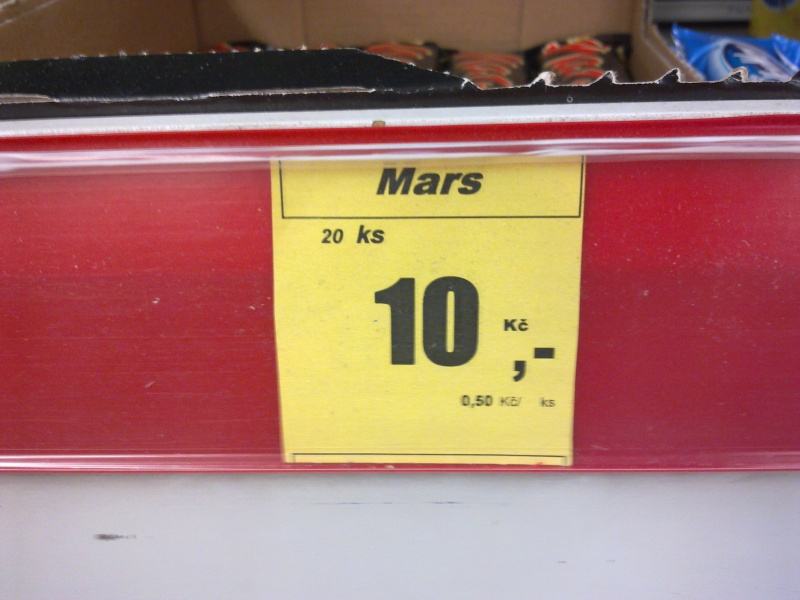 Mars
20 ks
10 Kč ,-
0,50 Kč/ ks